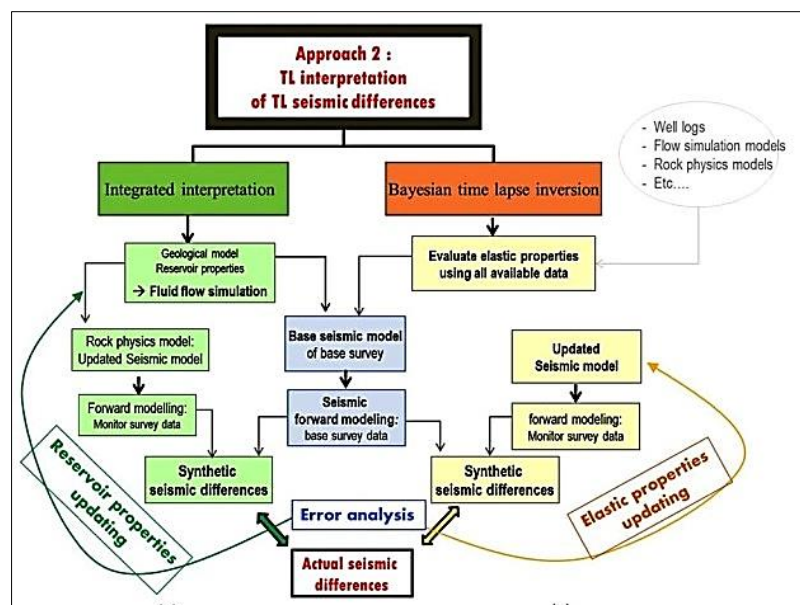 Approach 2 :
TL interpretation
of TL seismic differences
- Well logs
- Flow simulation models
- Rock physics models
- Etc....
Integrated interpretation
Bayesian time lapse inversion
Geological model
Reservoir properties
→ Fluid flow simulation
Evaluate elastic properties
using all available data
Rock physics model:
Updated Seismic model
Base seismic model
of base survey
Updated
Seismic model
Forward modelling:
Monitor survey data
Seismic
forward modeling:
base survey data
forward modeling:
Monitor survey data
Synthetic
seismic differences
Synthetic
seismic differences
Reservoir properties
updating
Error analysis
Elastic properties
updating
Actual seismic
differences